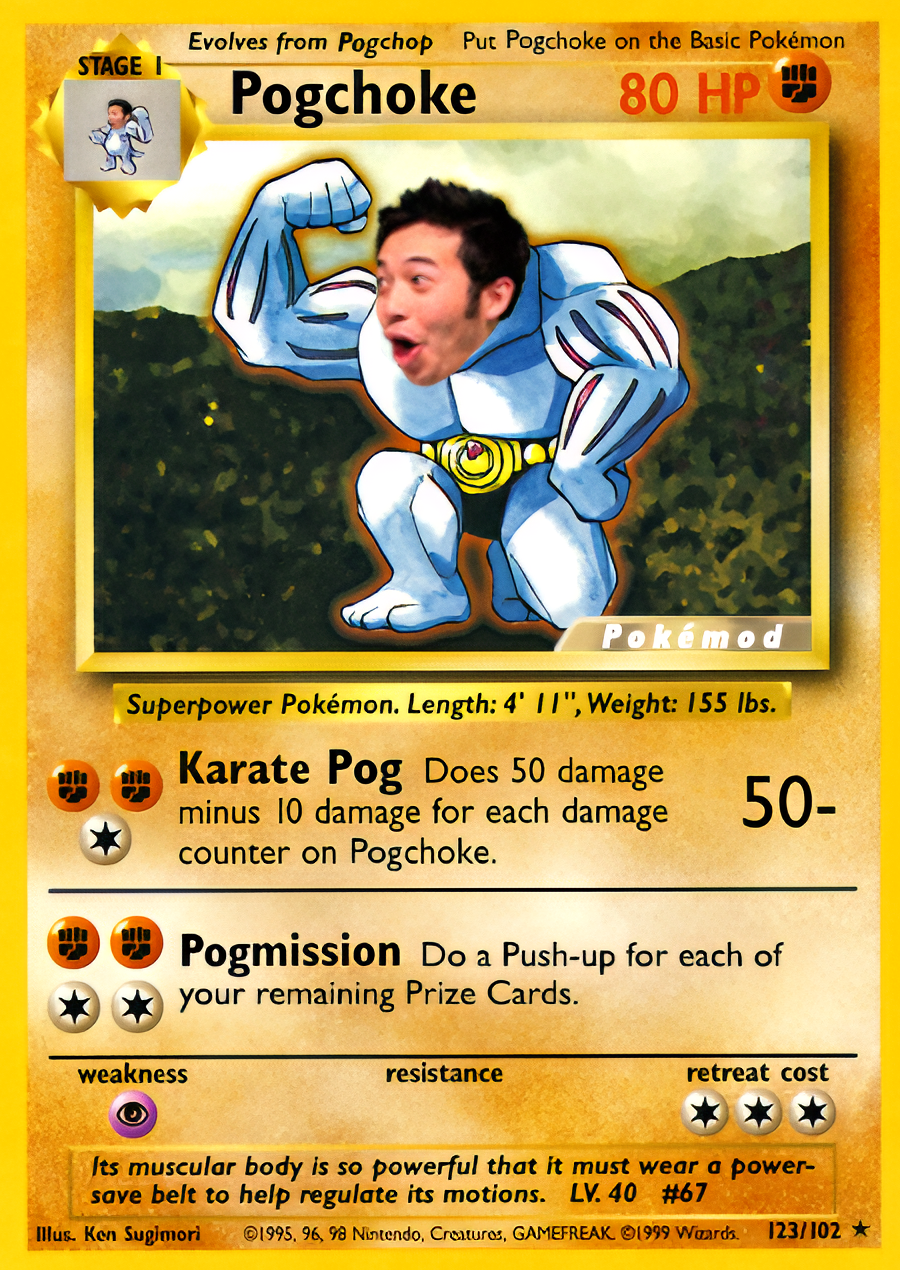 Evolves from Pogchop Put Pogchoke on the Basic Pokémon
STAGE 1
Pogchoke 80 HP
Pokémod
Superpower Pokémon. Length: 4' 11", Weight: 155 lbs.
Karate Pog Does 50 damage
minus 10 damage for each damage
counter on Pogchoke.
50-
Pogmission Do a Push-up for each of
your remaining Prize Cards.
weakness resistance retreat cost
Its muscular body is so powerful that it must wear a power-
save belt to help regulate its motions. LV. 40 #67
Illus. Ken Sugimori ©1995, 96, 98 Nintendo, Creatures, GAMEFREAK. ©1999 Wizards. 123/102 ★